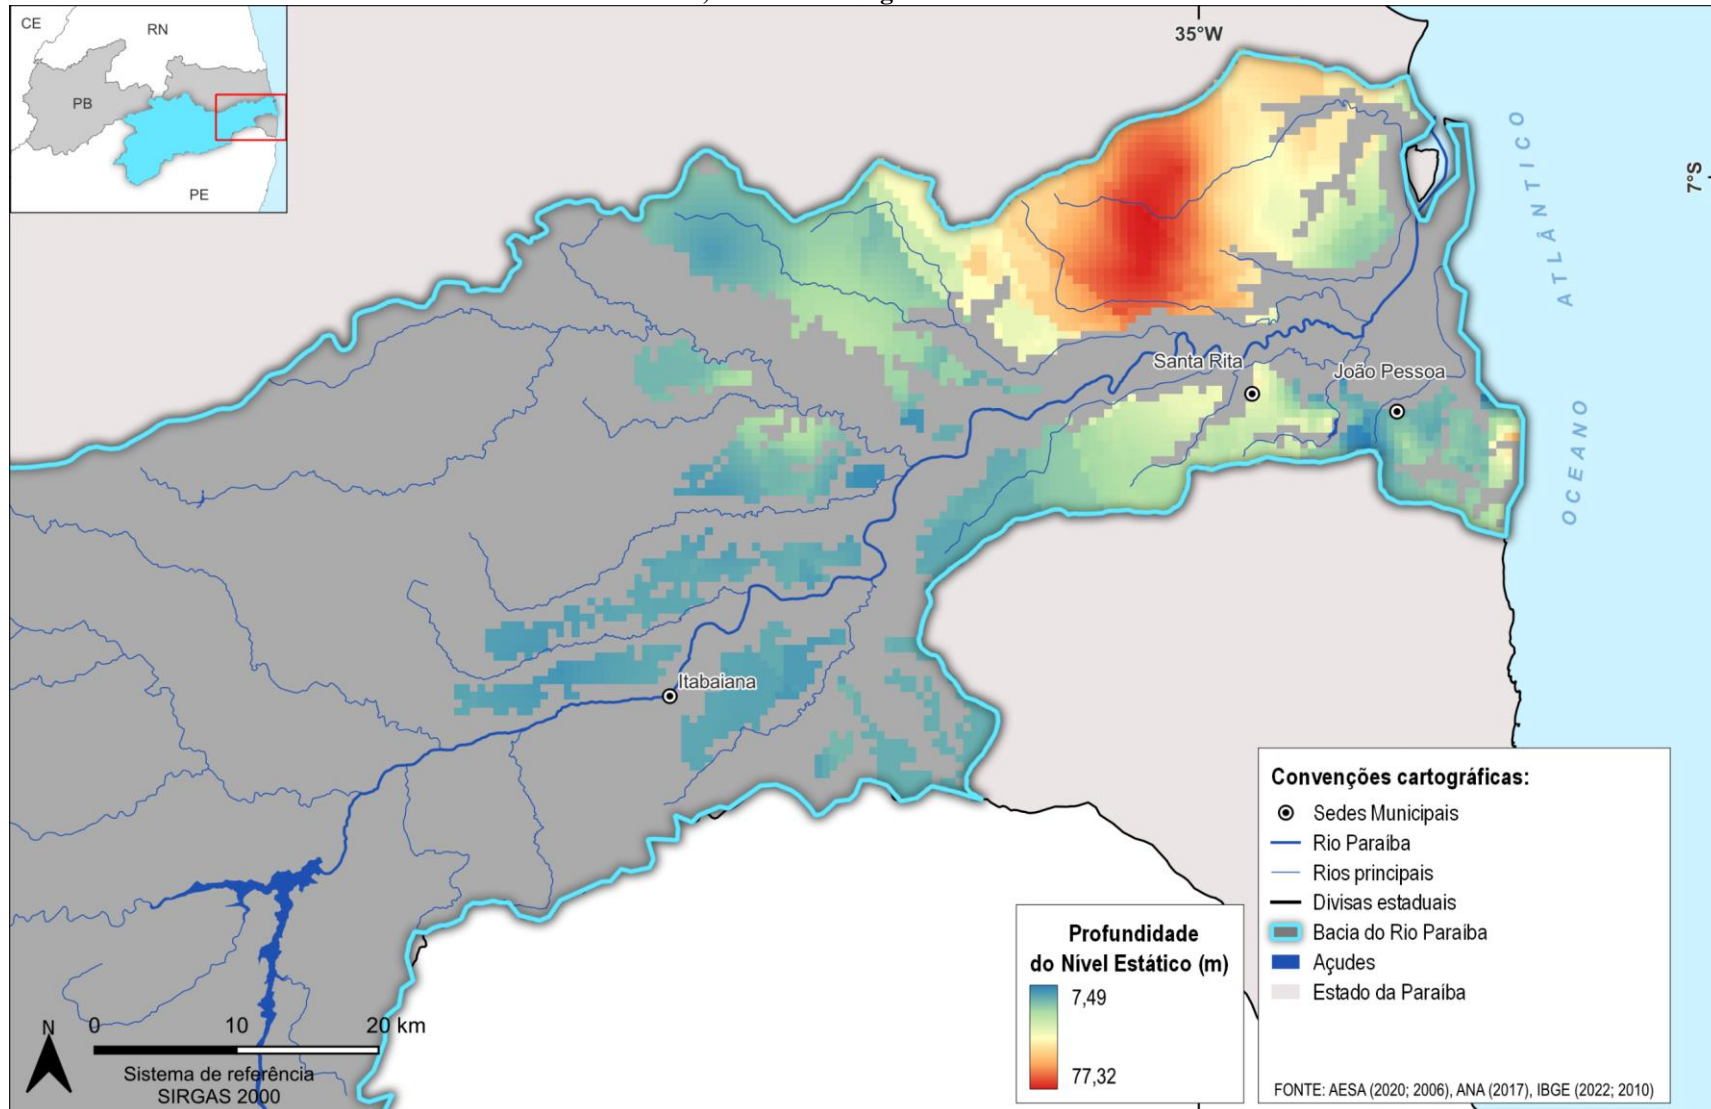 CE
RN
PB
PE
35°W
7°S
OCEANO ATLÂNTICO
Santa Rita
João Pessoa
Itabaiana
N
0 10 20 km
Sistema de referência
SIRGAS 2000
Profundidade
do Nível Estático (m)
7,49
77,32
Convenções cartográficas:
Sedes Municipais
Rio Paraíba
Rios principais
Divisas estaduais
Bacia do Rio Paraíba
Açudes
Estado da Paraíba
FONTE: AESA (2020; 2006), ANA (2017), IBGE (2022; 2010)